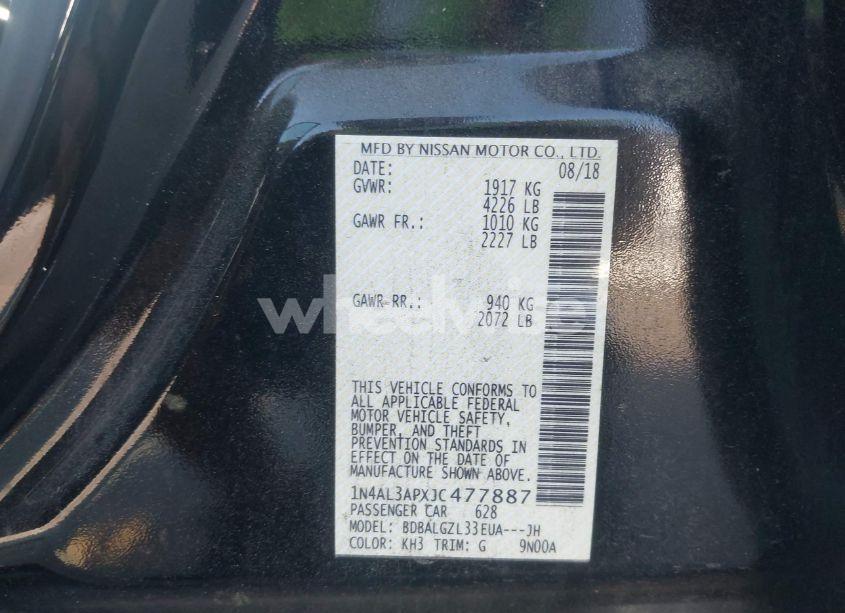 MFD BY NISSAN MOTOR CO., LTD.
DATE: 08/18
GVWR: 1917 KG
4226 LB
GAWR FR.: 1010 KG
2227 LB
GAWR-RR.: 940 KG
2072 LB
wheelwise
THIS VEHICLE CONFORMS TO
ALL APPLICABLE FEDERAL
MOTOR VEHICLE SAFETY,
BUMPER, AND THEFT
PREVENTION STANDARDS IN
EFFECT ON THE DATE OF
MANUFACTURE SHOWN ABOVE.
1N4AL3APXJC477887
PASSENGER CAR 628
MODEL: BDBALGZL33EUA---JH
COLOR: KH3 TRIM: G 9N00A